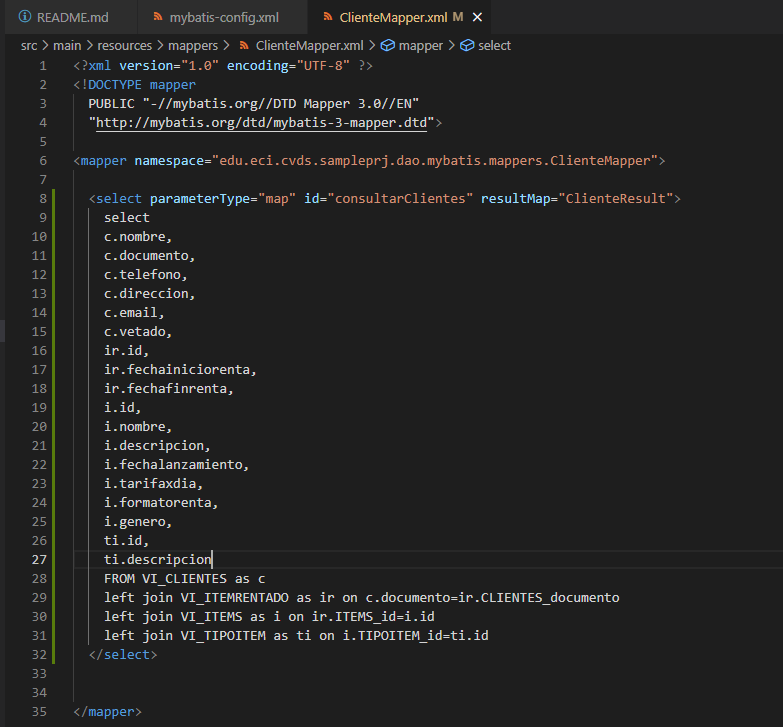 README.md
mybatis-config.xml
ClienteMapper.xml M
src > main > resources > mappers > ClienteMapper.xml > mapper > select
1 <?xml version="1.0" encoding="UTF-8" ?>
2 <!DOCTYPE mapper
3 PUBLIC "-//mybatis.org//DTD Mapper 3.0//EN"
4 "http://mybatis.org/dtd/mybatis-3-mapper.dtd">
5
6 <mapper namespace="edu.eci.cvds.sampleprj.dao.mybatis.mappers.ClienteMapper">
7
8 <select parameterType="map" id="consultarClientes" resultMap="ClienteResult">
9 select
10 c.nombre,
11 c.documento,
12 c.telefono,
13 c.direccion,
14 c.email,
15 c.vetado,
16 ir.id,
17 ir.fechainiciorenta,
18 ir.fechafinrenta,
19 i.id,
20 i.nombre,
21 i.descripcion,
22 i.fechalanzamiento,
23 i.tarifaxdia,
24 i.formatorenta,
25 i.genero,
26 ti.id,
27 ti.descripcion
28 FROM VI_CLIENTES as c
29 left join VI_ITEMRENTADO as ir on c.documento=ir.CLIENTES_documento
30 left join VI_ITEMS as i on ir.ITEMS_id=i.id
31 left join VI_TIPOITEM as ti on i.TIPOITEM_id=ti.id
32 </select>
33
34
35 </mapper>